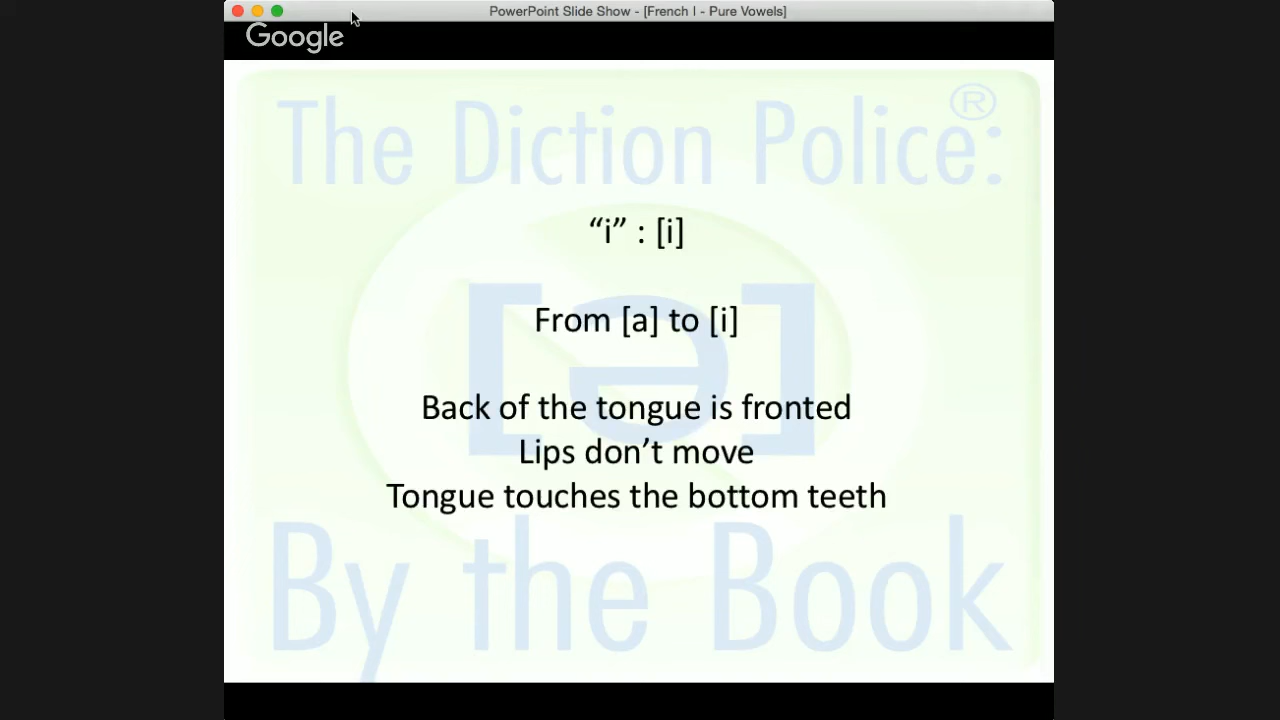 PowerPoint Slide Show - [French I - Pure Vowels]
Google
The Diction Police: ®
“i” : [i]
From [a] to [i]
[ə]
Back of the tongue is fronted
Lips don’t move
Tongue touches the bottom teeth
By the Book